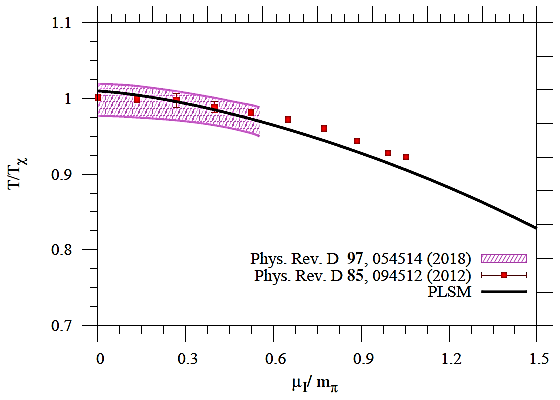 1.1
1
0.9
0.8
0.7
T/Tχ
Phys. Rev. D 97, 054514 (2018)
Phys. Rev. D 85, 094512 (2012)
PLSM
0 0.3 0.6 0.9 1.2 1.5
μI/ mπ